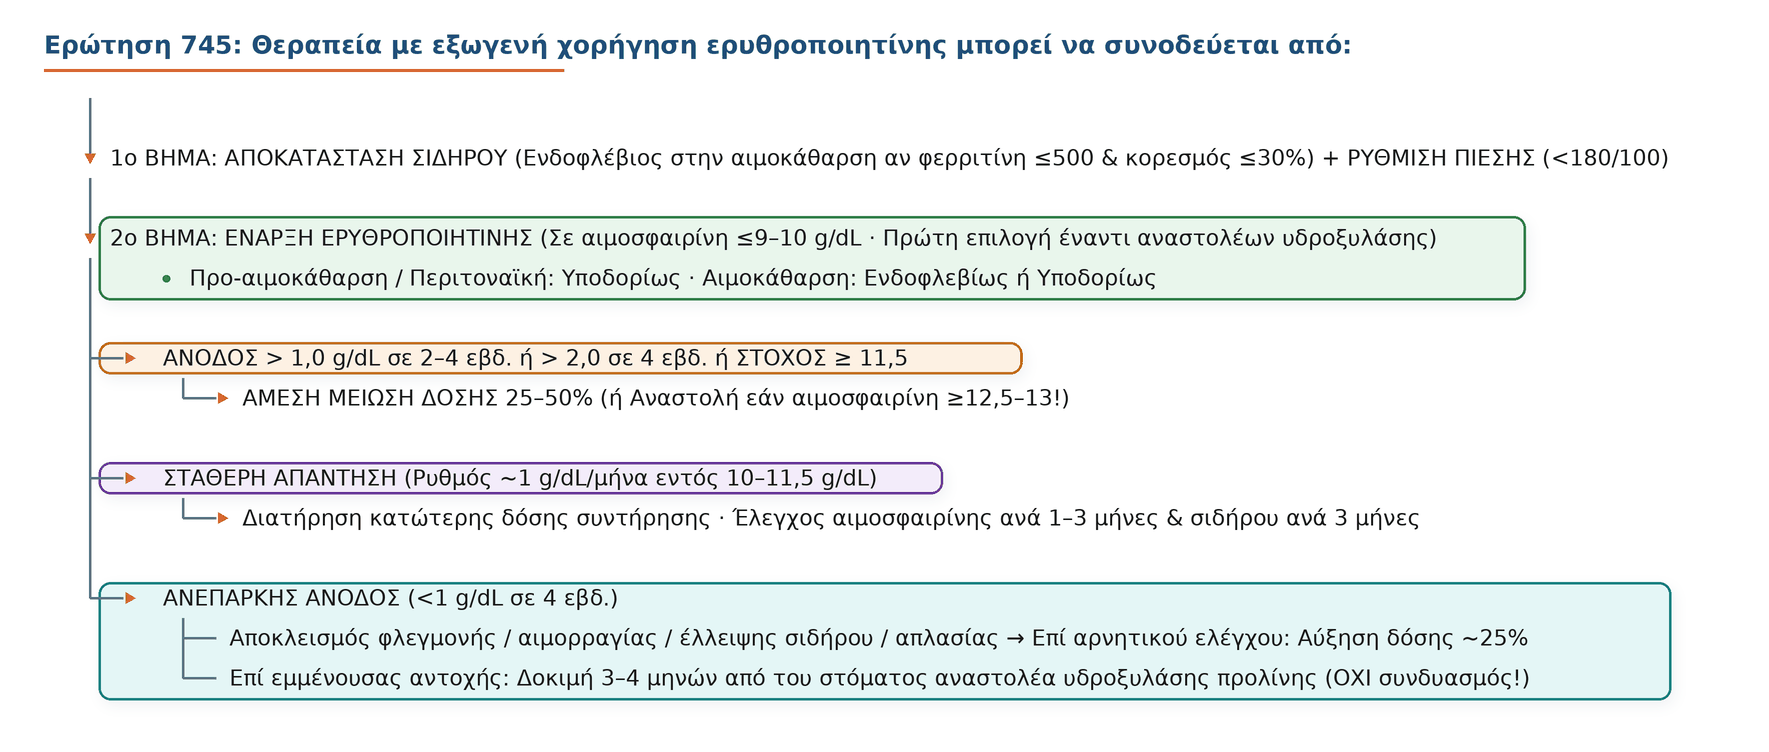 Ερώτηση 745: Θεραπεία με εξωγενή χορήγηση ερυθροποιητίνης μπορεί να συνοδεύεται από:
1ο ΒΗΜΑ: ΑΠΟΚΑΤΑΣΤΑΣΗ ΣΙΔΗΡΟΥ (Ενδοφλέβιος στην αιμοκάθαρση αν φερριτίνη ≤500 & κορεσμός ≤30%) + ΡΥΘΜΙΣΗ ΠΙΕΣΗΣ (<180/100)
2ο ΒΗΜΑ: ΕΝΑΡΞΗ ΕΡΥΘΡΟΠΟΙΗΤΙΝΗΣ (Σε αιμοσφαιρίνη ≤9–10 g/dL · Πρώτη επιλογή έναντι αναστολέων υδροξυλάσης)
• Προ-αιμοκάθαρση / Περιτοναϊκή: Υποδορίως · Αιμοκάθαρση: Ενδοφλεβίως ή Υποδορίως
ΑΝΟΔΟΣ > 1,0 g/dL σε 2–4 εβδ. ή > 2,0 σε 4 εβδ. ή ΣΤΟΧΟΣ ≥ 11,5
ΑΜΕΣΗ ΜΕΙΩΣΗ ΔΟΣΗΣ 25–50% (ή Αναστολή εάν αιμοσφαιρίνη ≥12,5–13!)
ΣΤΑΘΕΡΗ ΑΠΑΝΤΗΣΗ (Ρυθμός ~1 g/dL/μήνα εντός 10–11,5 g/dL)
Διατήρηση κατώτερης δόσης συντήρησης · Έλεγχος αιμοσφαιρίνης ανά 1–3 μήνες & σιδήρου ανά 3 μήνες
ΑΝΕΠΑΡΚΗΣ ΑΝΟΔΟΣ (<1 g/dL σε 4 εβδ.)
Αποκλεισμός φλεγμονής / αιμορραγίας / έλλειψης σιδήρου / απλασίας → Επί αρνητικού ελέγχου: Αύξηση δόσης ~25%
Επί εμμένουσας αντοχής: Δοκιμή 3–4 μηνών από του στόματος αναστολέα υδροξυλάσης προλίνης (ΟΧΙ συνδυασμός!)